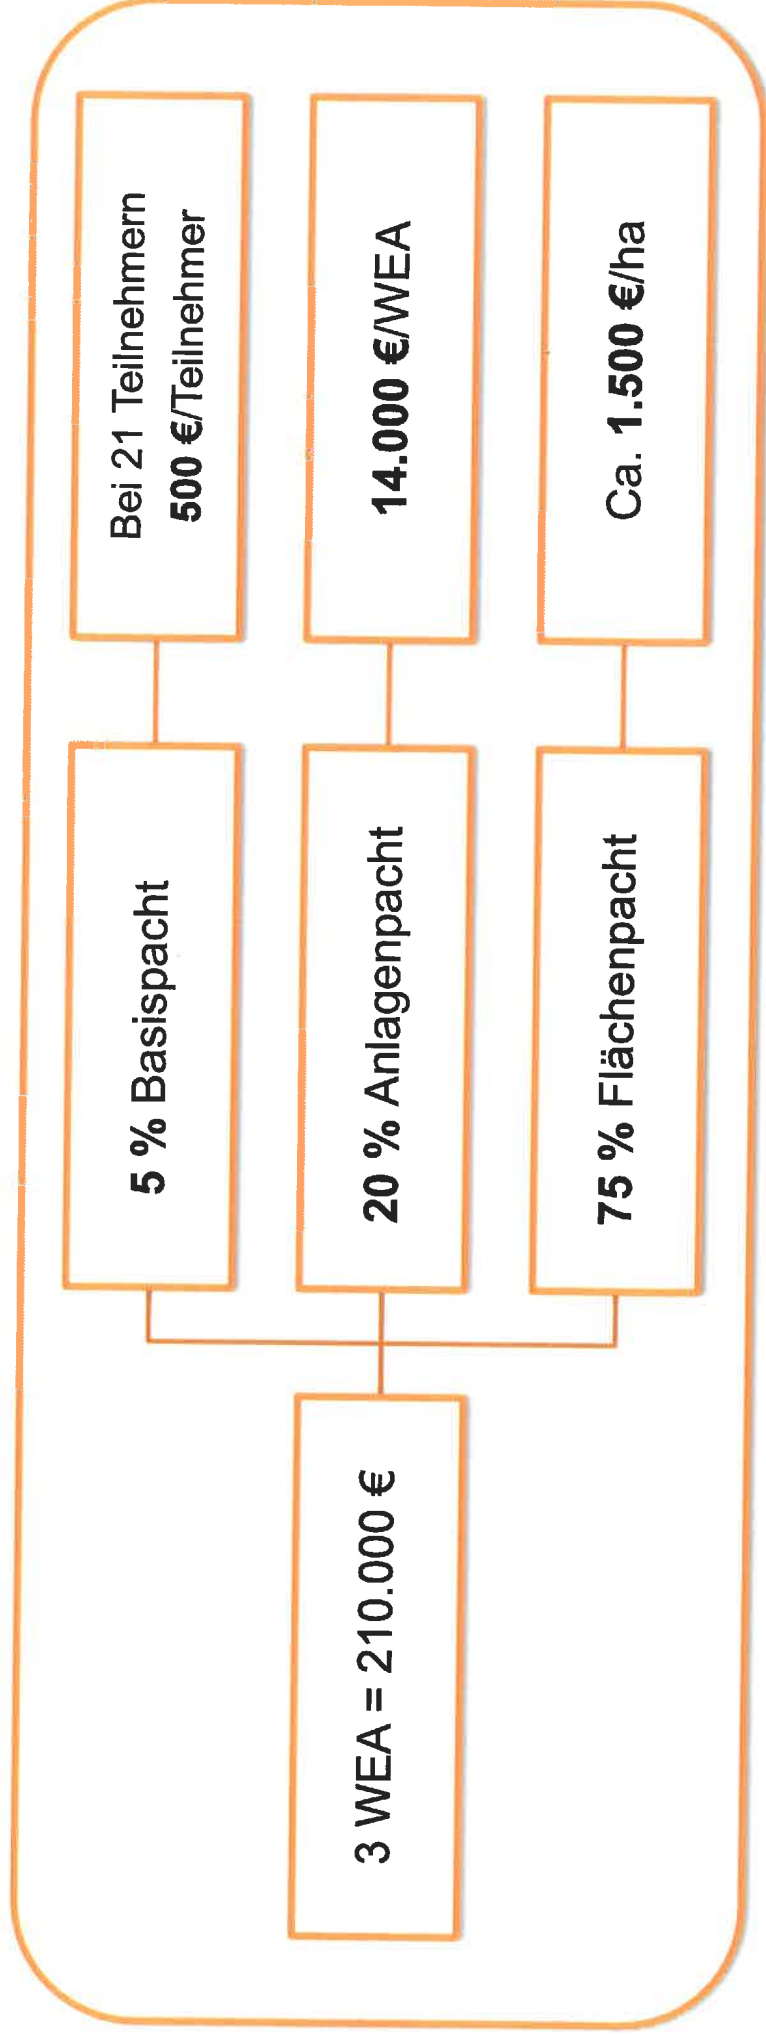 3 WEA = 210.000 €
5 % Basispacht
Bei 21 Teilnehmern
500 €/Teilnehmer
20 % Anlagenpacht
14.000 €/WEA
75 % Flächenpacht
Ca. 1.500 €/ha